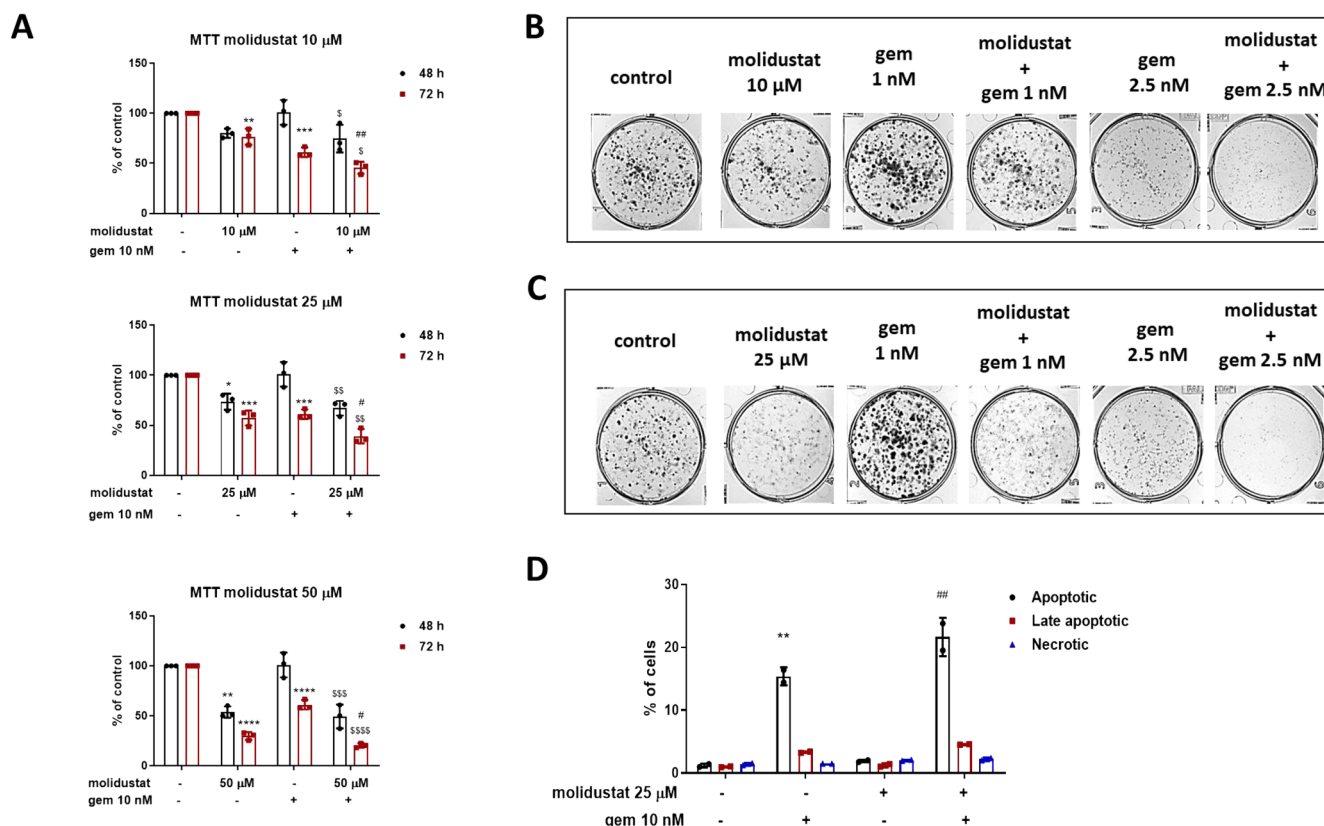 A
MTT molidustat 10 μM
150
100
50
0
% of control
48 h
72 h
**
***
$
##
$
molidustat - 10 μM - 10 μM
gem 10 nM - - + +
MTT molidustat 25 μM
150
100
50
0
% of control
48 h
72 h
*
***
***
$$
#
$$
molidustat - 25 μM - 25 μM
gem 10 nM - - + +
MTT molidustat 50 μM
150
100
50
0
% of control
48 h
72 h
**
****
****
$$$
#
$$$$
molidustat - 50 μM - 50 μM
gem 10 nM - - + +
B
control
molidustat
10 μM
gem
1 nM
molidustat
+
gem 1 nM
gem
2.5 nM
molidustat
+
gem 2.5 nM
C
control
molidustat
25 μM
gem
1 nM
molidustat
+
gem 1 nM
gem
2.5 nM
molidustat
+
gem 2.5 nM
D
30
20
10
0
% of cells
**
##
Apoptotic
Late apoptotic
Necrotic
molidustat 25 μM - - + +
gem 10 nM - + - +